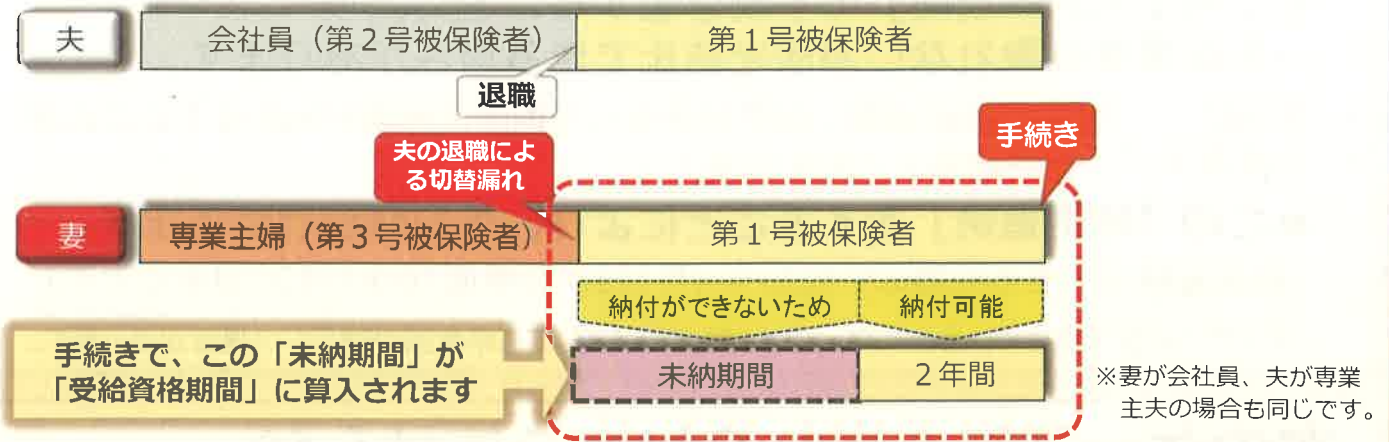 夫
会社員（第２号被保険者）
第１号被保険者
退職
手続き
夫の退職によ
る切替漏れ
妻
専業主婦（第３号被保険者）
第１号被保険者
納付ができないため
納付可能
手続きで、この「未納期間」が
「受給資格期間」に算入されます
未納期間
２年間
※妻が会社員、夫が専業
主夫の場合も同じです。